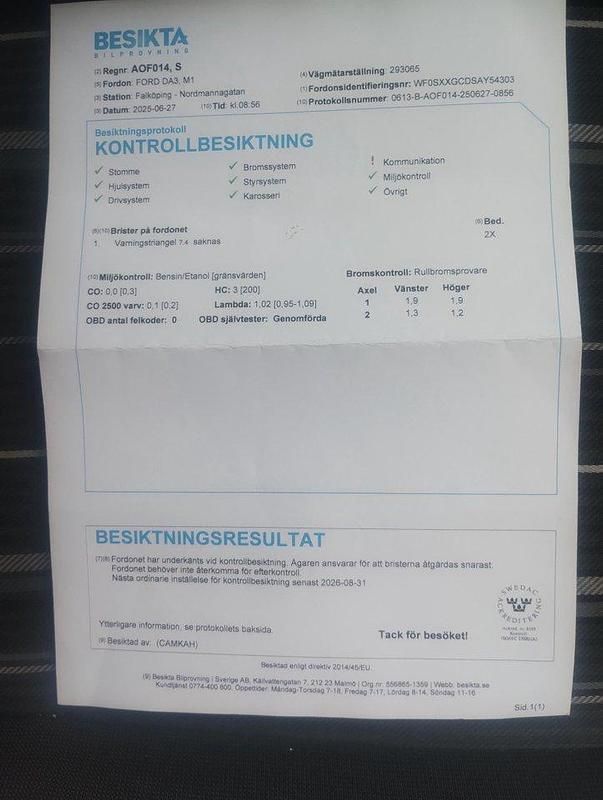 BESIKTA
BILPROVNING
(2) Regnr: AOF014, S
(5) Fordon: FORD DA3, M1
(3) Station: Falköping - Nordmannagatan
(3) Datum: 2025-06-27 (10) Tid: kl.08:56
(4) Vägmätarställning: 293065
(1) Fordonsidentifieringsnr: WF0SXXGCDSAY54303
(10) Protokollsnummer: 0613-B-AOF014-250627-0856
Besiktningsprotokoll
KONTROLLBESIKTNING
✓ Stomme ✓ Bromssystem ! Kommunikation
✓ Hjulsystem ✓ Styrsystem ✓ Miljökontroll
✓ Drivsystem ✓ Karosseri ✓ Övrigt
(6)(10) Brister på fordonet (6) Bed.
1. Varningstriangel 7.4 saknas 2X
(10) Miljökontroll: Bensin/Etanol [gränsvärden]
CO: 0,0 [0,3] HC: 3 [200]
CO 2500 varv: 0,1 [0,2] Lambda: 1,02 [0,95-1,09]
OBD antal felkoder: 0 OBD självtester: Genomförda
Bromskontroll: Rullbromsprovare
Axel Vänster Höger
1 1,9 1,9
2 1,3 1,2
BESIKTNINGSRESULTAT
(7)(8) Fordonet har underkänts vid kontrollbesiktning. Ägaren ansvarar för att bristerna åtgärdas snarast.
Fordonet behöver inte återkomma för efterkontroll.
Nästa ordinarie inställelse för kontrollbesiktning senast 2026-08-31
Ytterligare information, se protokollets baksida.
(9) Besiktad av: (CAMKAH)
Tack för besöket!
SWEDAC
ACKREDITERING
Kontroll
Besiktad enligt direktiv 2014/45/EU.
(9) Besikta Bilprovning i Sverige AB, Källvattengatan 7, 212 23 Malmö | Org.nr: 556865-1359 | Webb: besikta.se
Kundtjänst 0774-400 800, Öppettider: Måndag-Torsdag 7-18, Fredag 7-17, Lördag 8-14, Söndag 11-16
Sid.1(1)